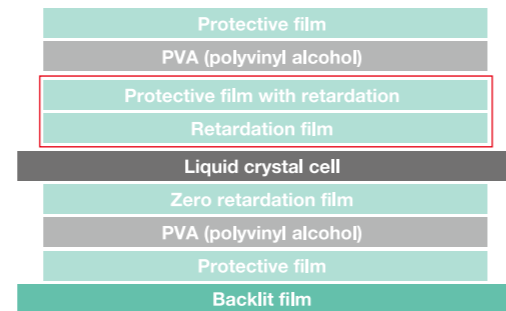 Protective film
PVA (polyvinyl alcohol)
Protective film with retardation
Retardation film
Liquid crystal cell
Zero retardation film
PVA (polyvinyl alcohol)
Protective film
Backlit film